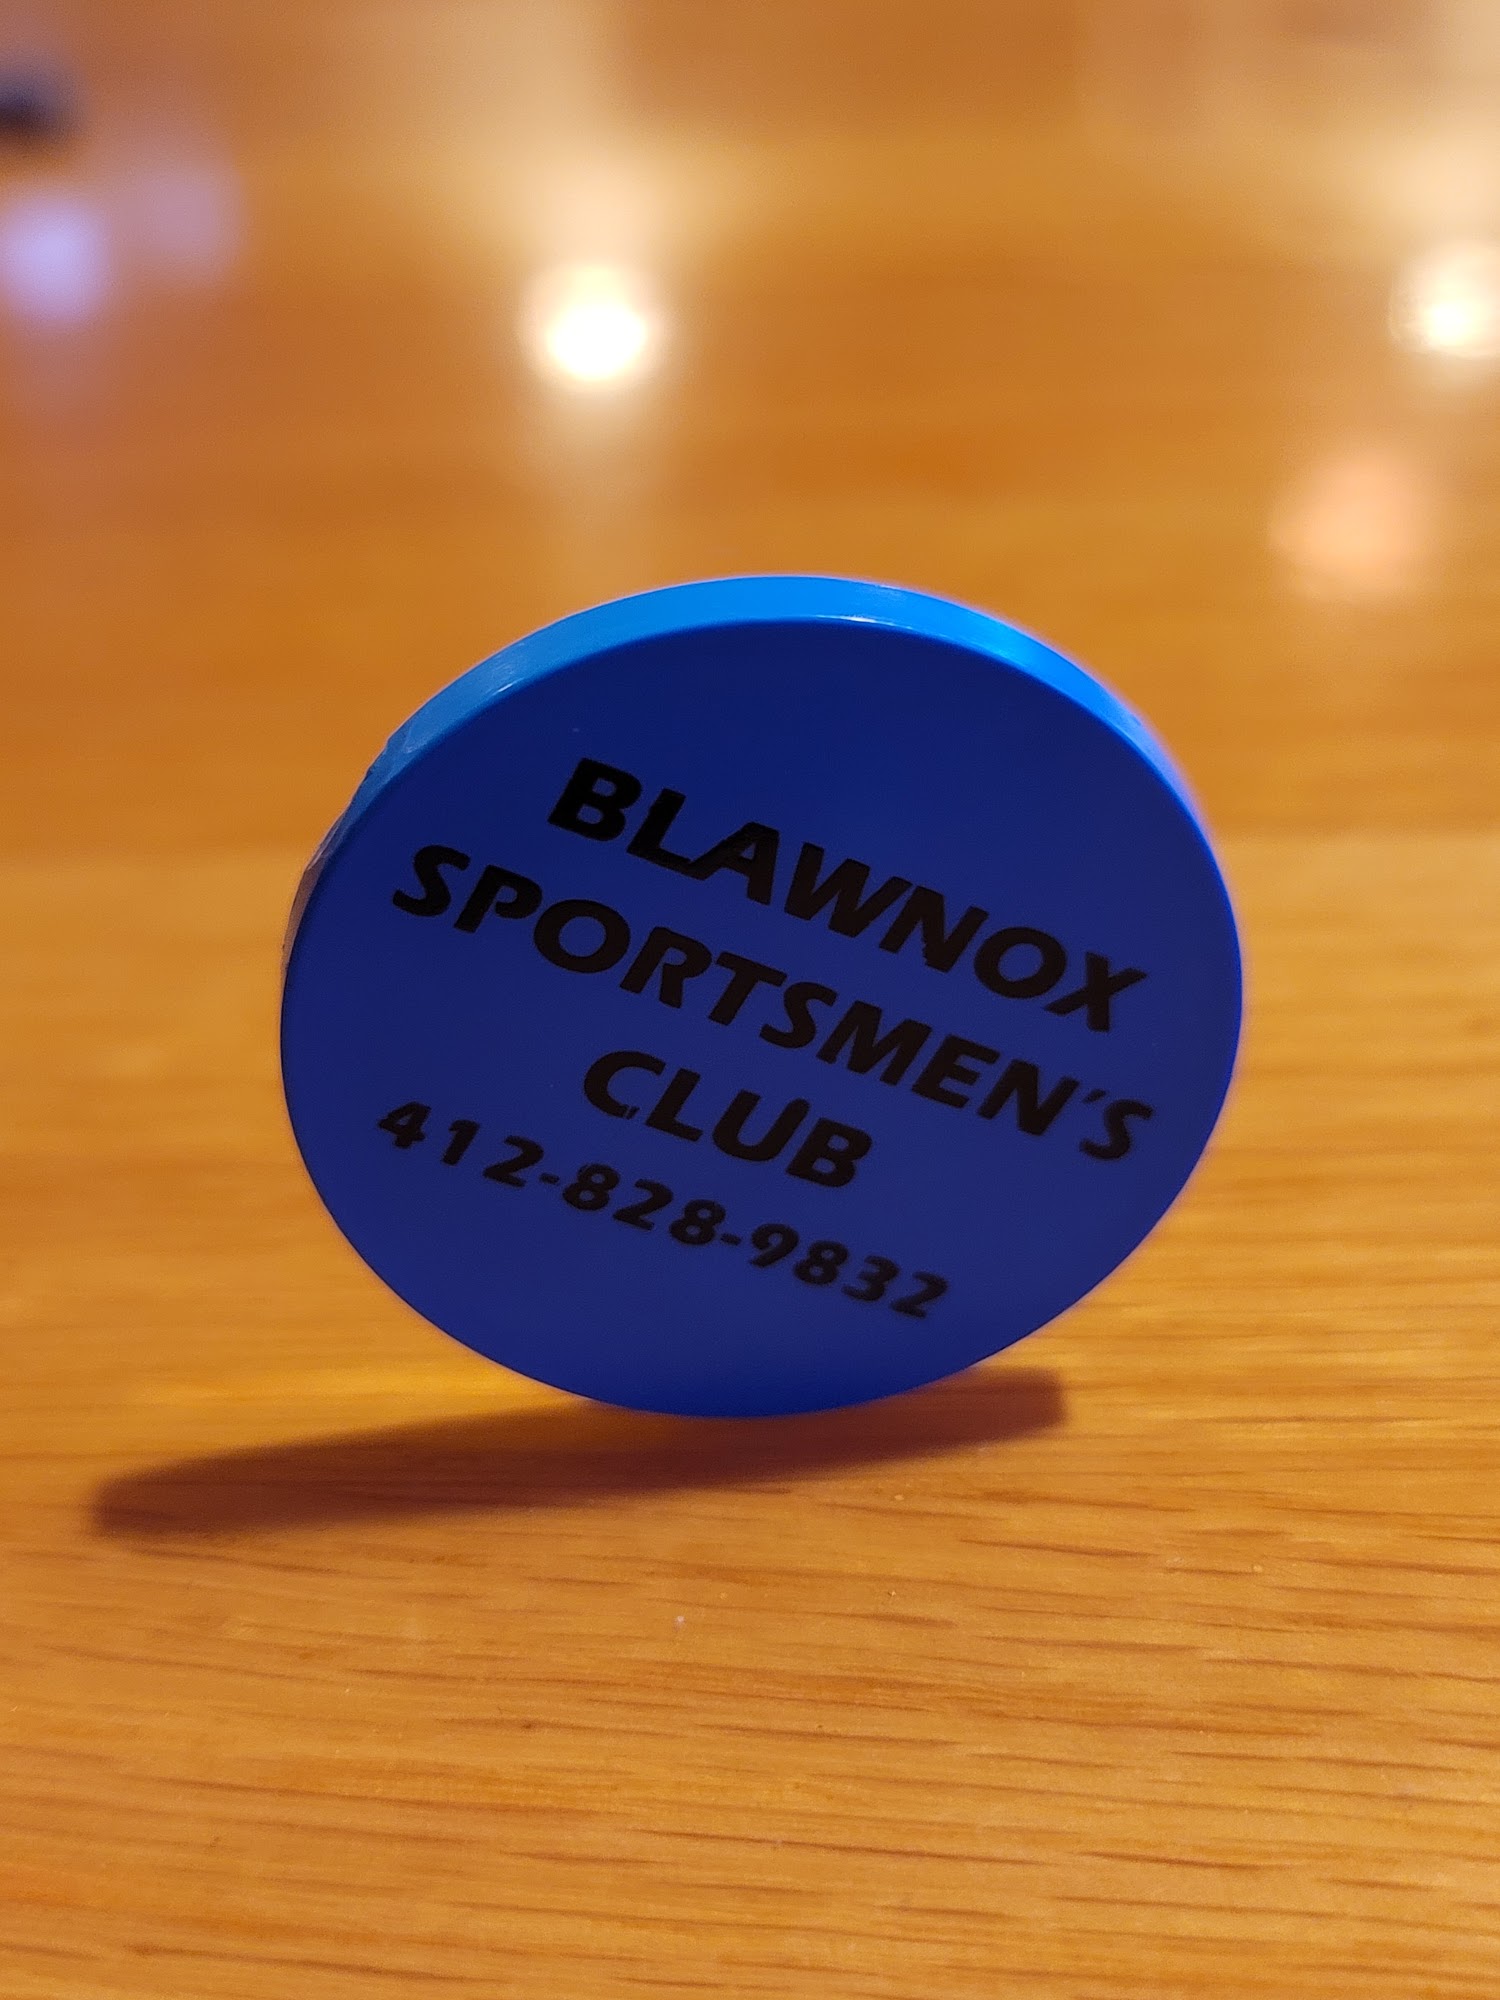 BLAWNOX
SPORTSMEN'S
CLUB
412-828-9832